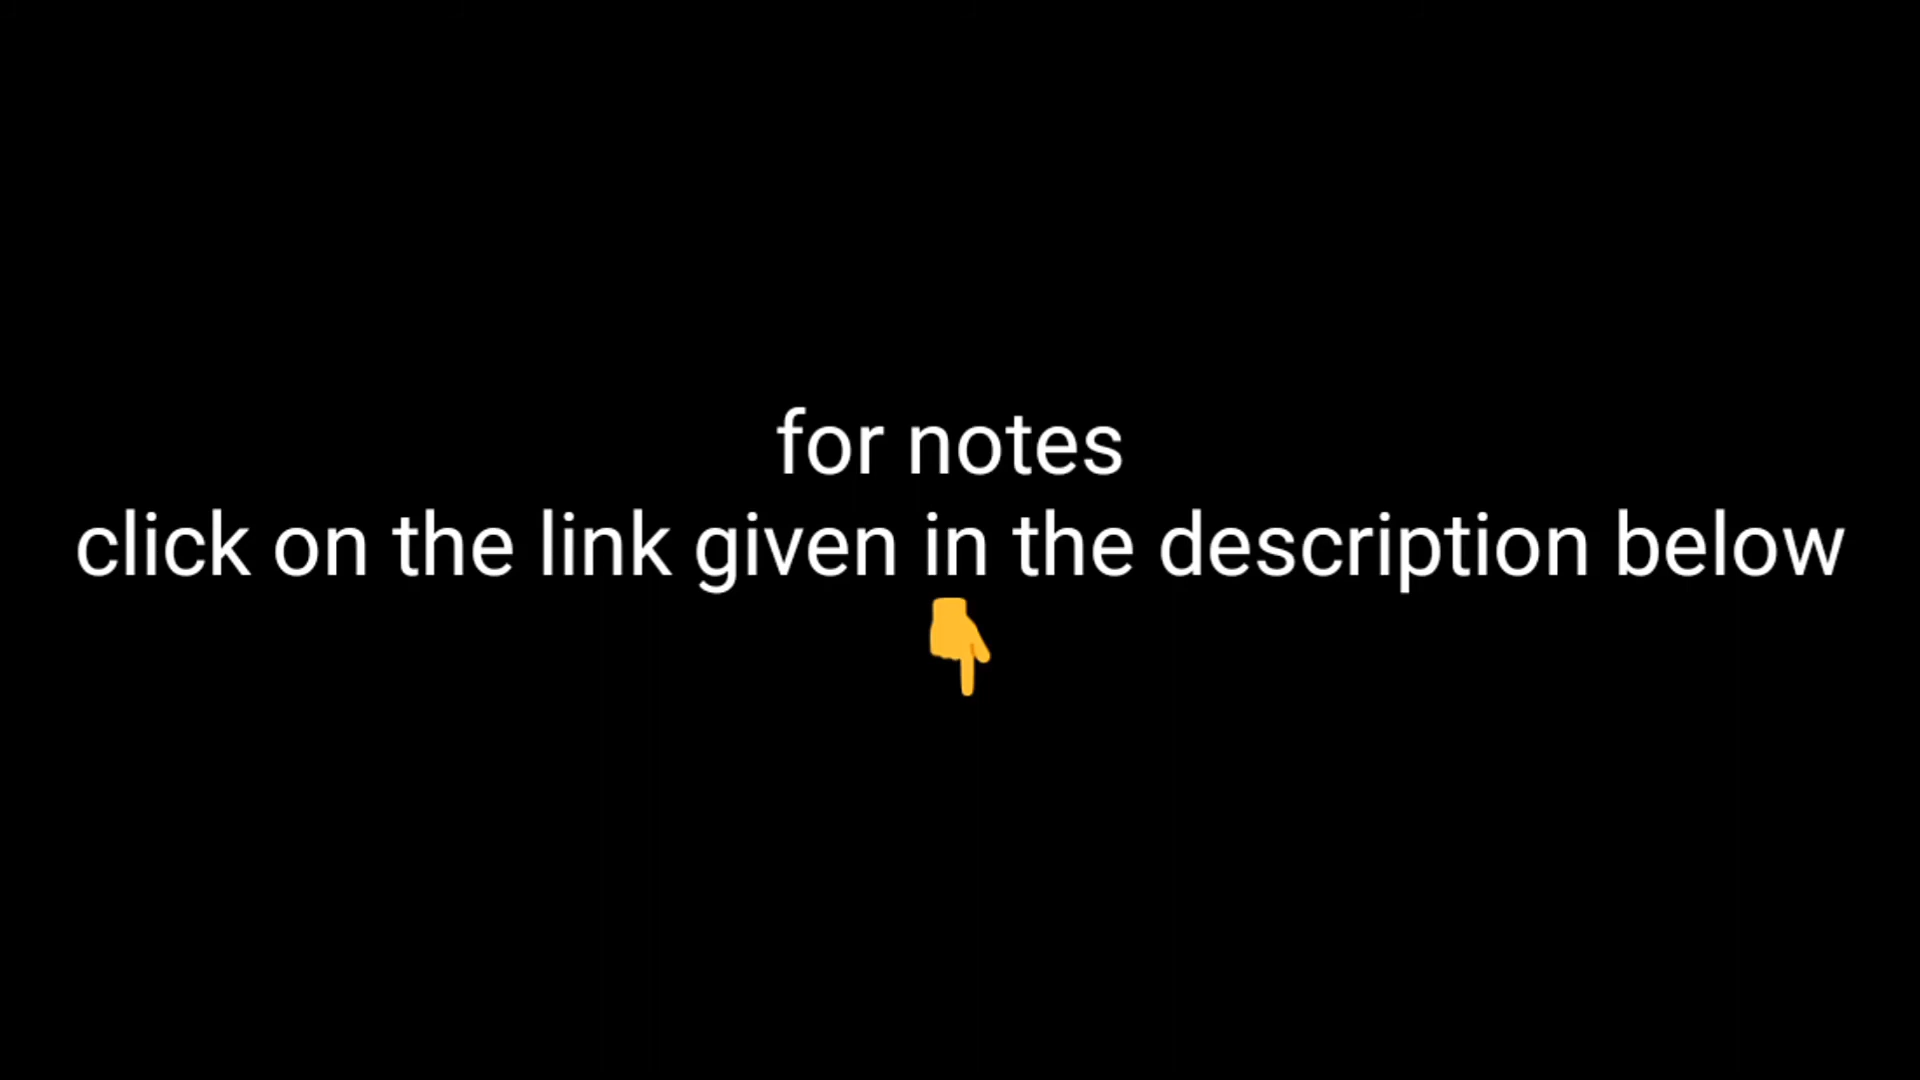 for notes
click on the link given in the description below
👇